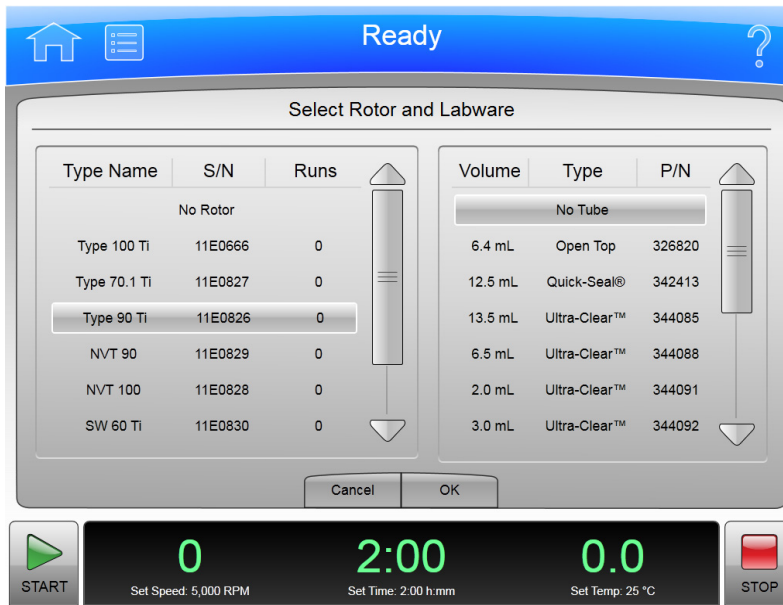 Ready
?
Select Rotor and Labware
Type Name S/N Runs
No Rotor
Type 100 Ti 11E0666 0
Type 70.1 Ti 11E0827 0
Type 90 Ti 11E0826 0
NVT 90 11E0829 0
NVT 100 11E0828 0
SW 60 Ti 11E0830 0
Volume Type P/N
No Tube
6.4 mL Open Top 326820
12.5 mL Quick-Seal® 342413
13.5 mL Ultra-Clear™ 344085
6.5 mL Ultra-Clear™ 344088
2.0 mL Ultra-Clear™ 344091
3.0 mL Ultra-Clear™ 344092
Cancel OK
START
0
Set Speed: 5,000 RPM
2:00
Set Time: 2:00 h:mm
0.0
Set Temp: 25 °C
STOP